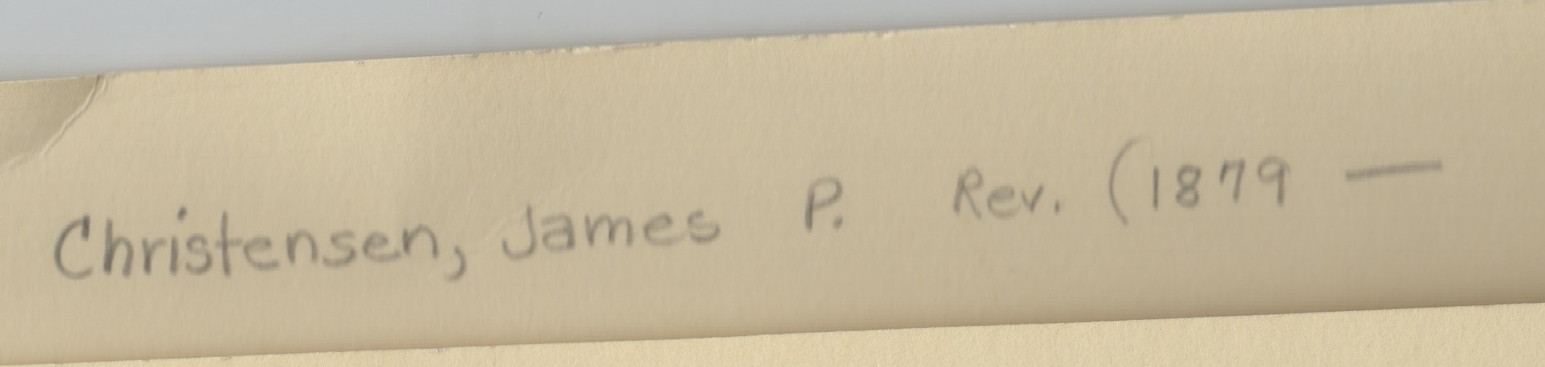 Christensen, James P. Rev. (1879 —